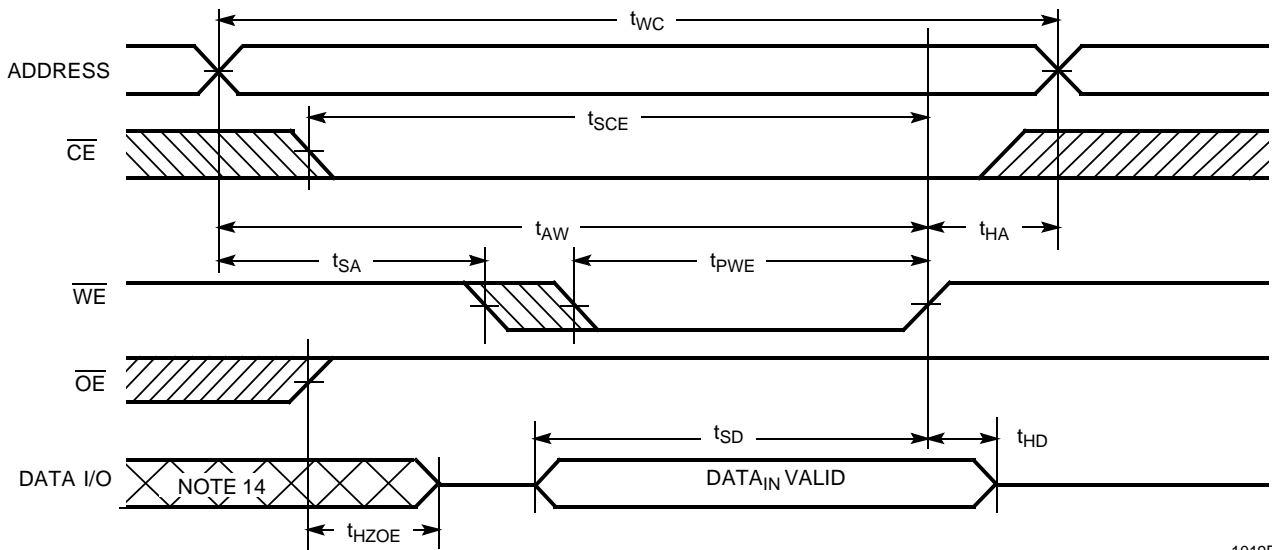 tWC
ADDRESS
tSCE
CE
tAW
tHA
tSA
tPWE
WE
OE
tSD
tHD
DATA I/O
NOTE 14
DATAIN VALID
tHZOE